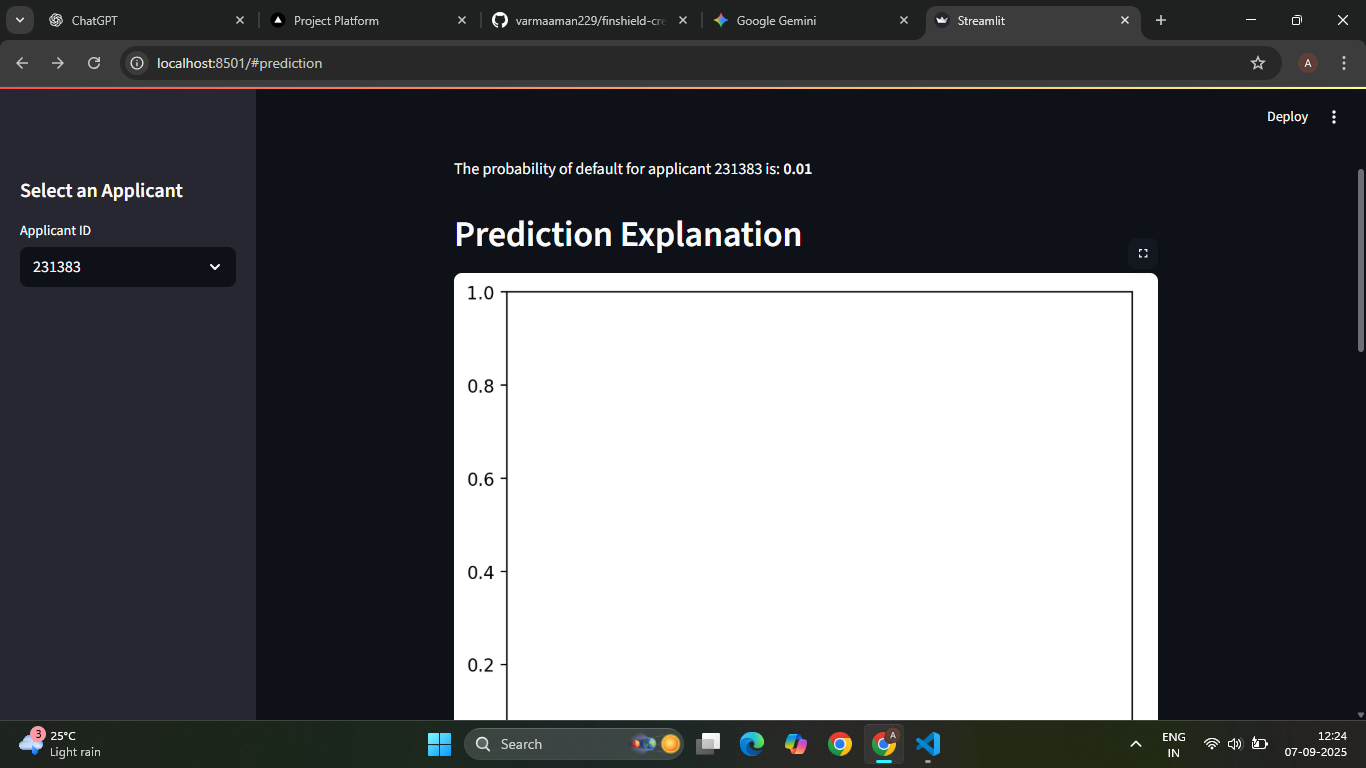 ChatGPT
Project Platform
varmaaman229/finshield-cre
Google Gemini
Streamlit
localhost:8501/#prediction
A
Deploy
Select an Applicant
Applicant ID
231383
The probability of default for applicant 231383 is: 0.01
Prediction Explanation
1.0
0.8
0.6
0.4
0.2
3
25°C
Light rain
Search
A
ENG
IN
12:24
07-09-2025